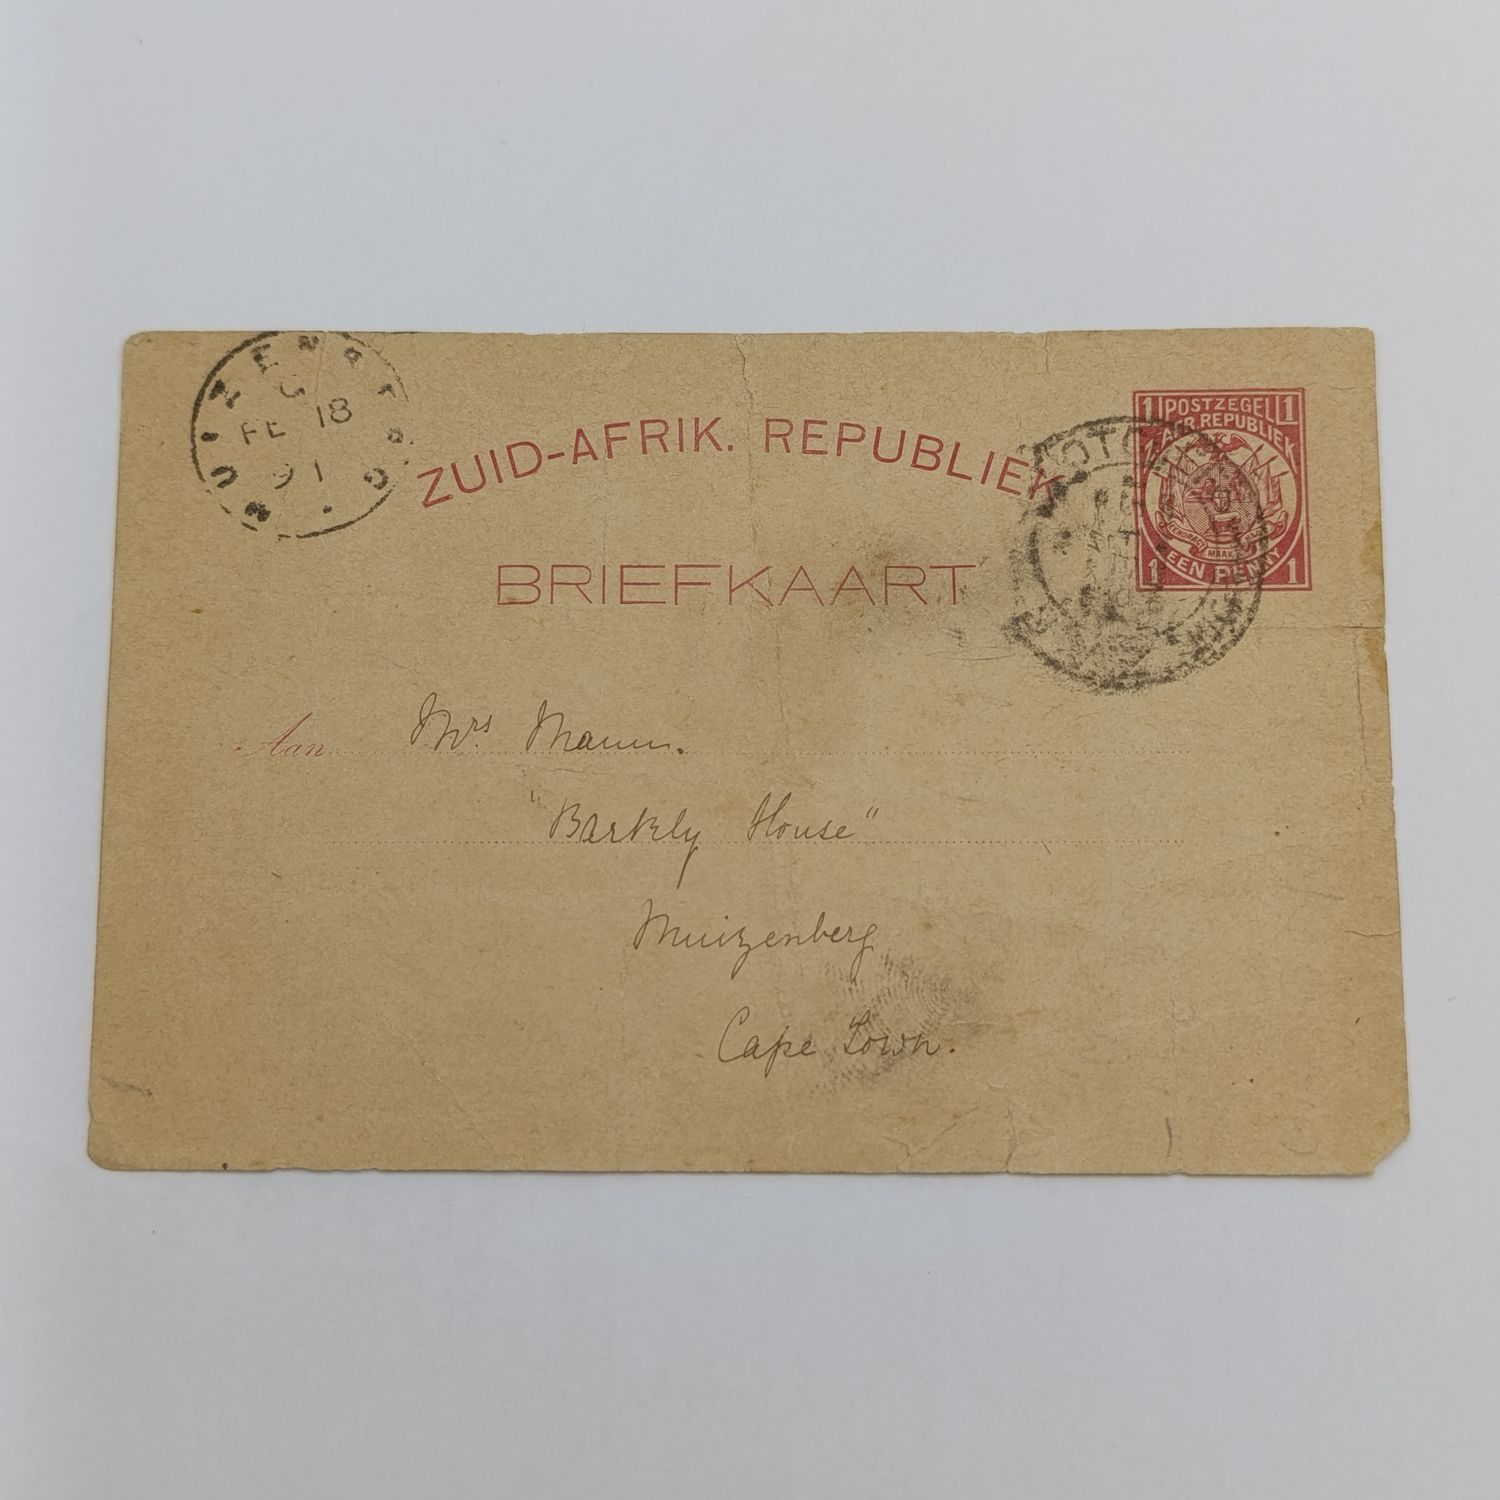 MUIZENBERG.
C
FE 18
91
ZUID-AFRIK. REPUBLIEK
BRIEFKAART
1 POSTZEGEL 1
AFR. REPUBLIEK
EENDRAGT MAAKT MAGT
1 EEN PENNY 1
Aan Mrs Mann.
"Barkly House"
Muizenberg
Cape Town.